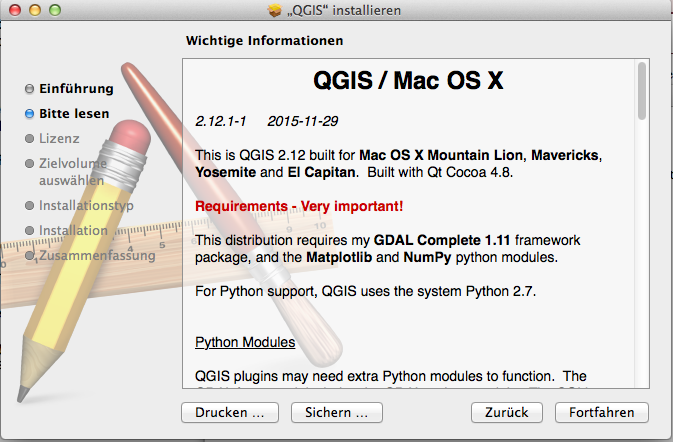 „QGIS“ installieren
Wichtige Informationen
Einführung
Bitte lesen
Lizenz
Zielvolume
auswählen
Installationstyp
Installation
Zusammenfassung
QGIS / Mac OS X
2.12.1-1 2015-11-29
This is QGIS 2.12 built for Mac OS X Mountain Lion, Mavericks,
Yosemite and El Capitan. Built with Qt Cocoa 4.8.
Requirements - Very important!
This distribution requires my GDAL Complete 1.11 framework
package, and the Matplotlib and NumPy python modules.
For Python support, QGIS uses the system Python 2.7.
Python Modules
QGIS plugins may need extra Python modules to function. The
Drucken ...
Sichern ...
Zurück
Fortfahren